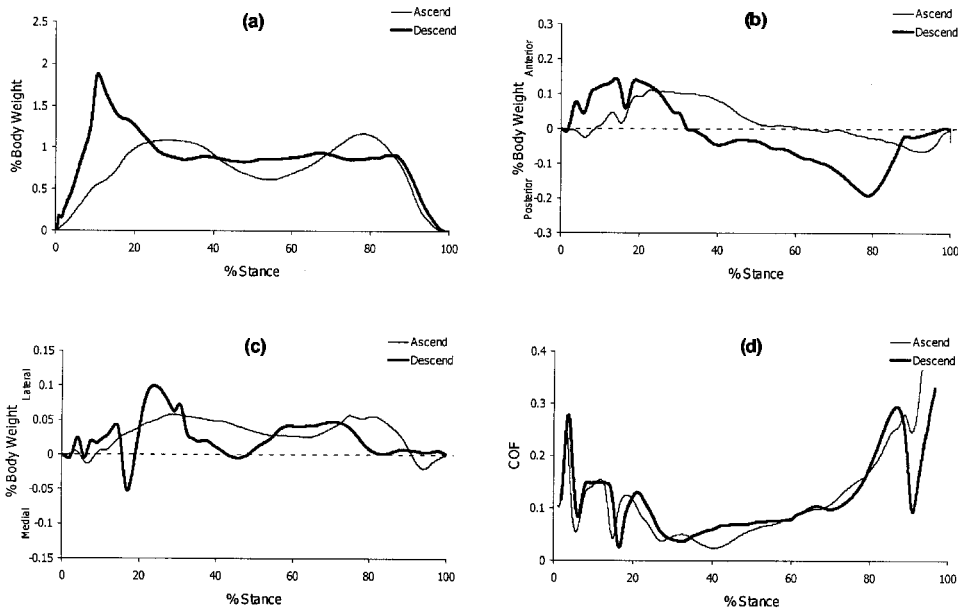 (a)
Ascend
Descend
% Body Weight
2.5
2
1.5
1
0.5
0
0 20 40 60 80 100
% Stance
(b)
Ascend
Descend
% Body Weight
Anterior
Posterior
0.3
0.2
0.1
0
-0.1
-0.2
-0.3
0 20 40 60 80 100
% Stance
(c)
Ascend
Descend
% Body Weight
Lateral
Medial
0.15
0.1
0.05
0
-0.05
-0.1
-0.15
0 20 40 60 80 100
% Stance
(d)
Ascend
Descend
COF
0.4
0.3
0.2
0.1
0
0 20 40 60 80 100
% Stance